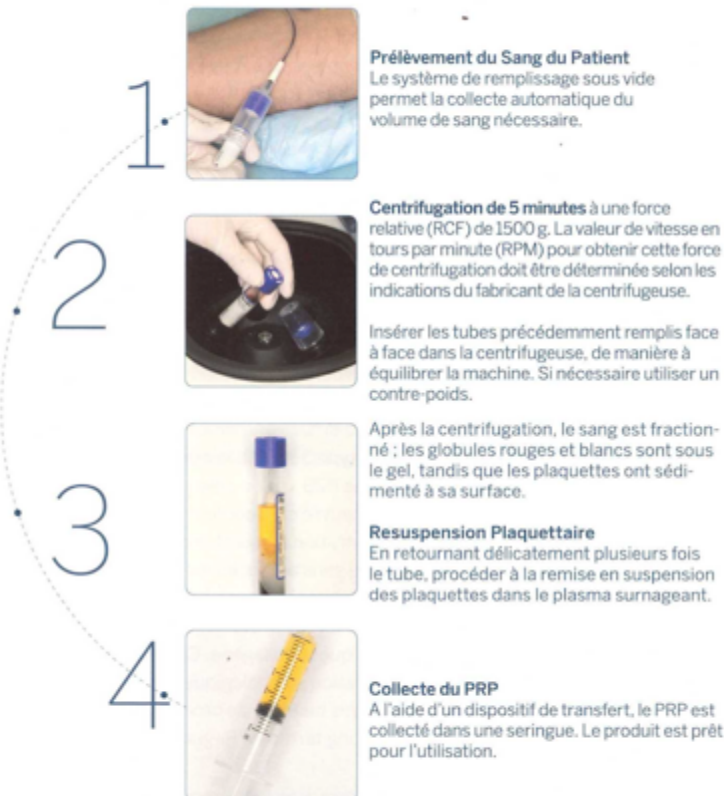 1
Prélèvement du Sang du Patient
Le système de remplissage sous vide
permet la collecte automatique du
volume de sang nécessaire.
2
Centrifugation de 5 minutes à une force
relative (RCF) de 1500 g. La valeur de vitesse en
tours par minute (RPM) pour obtenir cette force
de centrifugation doit être déterminée selon les
indications du fabricant de la centrifugeuse.
Insérer les tubes précédemment remplis face
à face dans la centrifugeuse, de manière à
équilibrer la machine. Si nécessaire utiliser un
contre-poids.
3
Après la centrifugation, le sang est fraction-
né ; les globules rouges et blancs sont sous
le gel, tandis que les plaquettes ont sédi-
menté à sa surface.
Resuspension Plaquettaire
En retournant délicatement plusieurs fois
le tube, procéder à la remise en suspension
des plaquettes dans le plasma surnageant.
4
Collecte du PRP
A l'aide d'un dispositif de transfert, le PRP est
collecté dans une seringue. Le produit est prêt
pour l'utilisation.